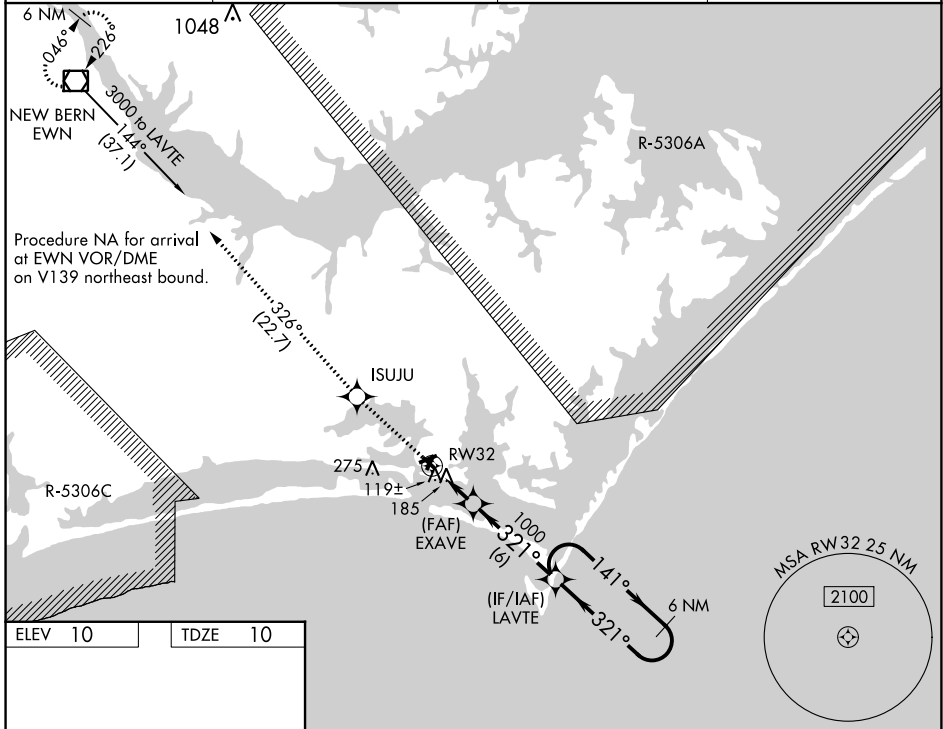 6 NM
046°
226°
1048
NEW BERN
EWN
3000 to LAVTE
144°
(37.1)
R-5306A
Procedure NA for arrival
at EWN VOR/DME
on V139 northeast bound.
326°
(22.7)
ISUJU
RW32
275
119±
185
R-5306C
(FAF)
EXAVE
1000
321°
(6)
(IF/IAF)
LAVTE
141°
6 NM
321°
MSA RW32 25 NM
2100
ELEV 10
TDZE 10